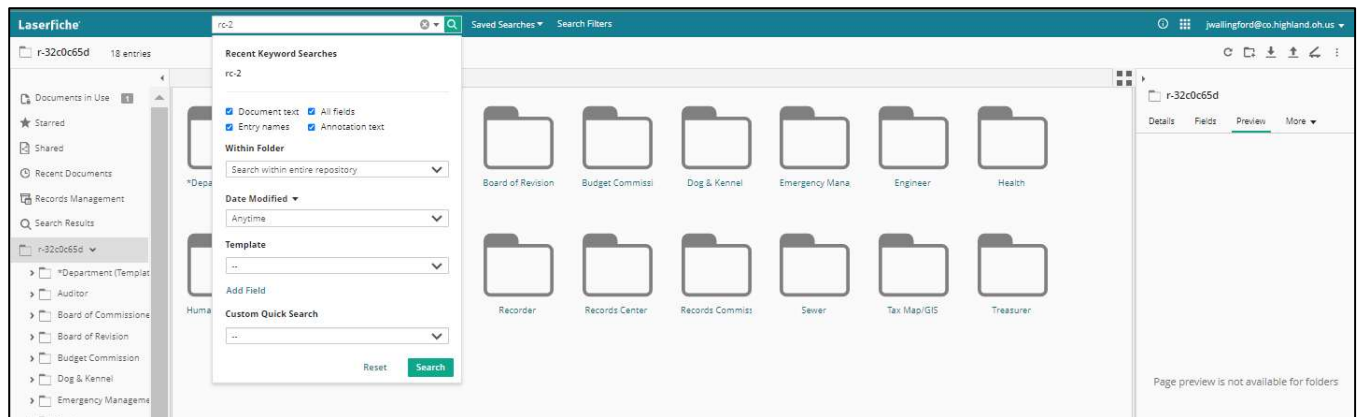 Laserfiche
rc-2
Saved Searches
Search Filters
jwallingford@co.highland.oh.us
r-32c0c65d 18 entries
Documents in Use 1
Starred
Shared
Recent Documents
Records Management
Search Results
r-32c0c65d
*Department (Templat
Auditor
Board of Commissione
Board of Revision
Budget Commission
Dog & Kennel
Emergency Manageme
Recent Keyword Searches
rc-2
Document text All fields
Entry names Annotation text
Within Folder
Search within entire repository
Date Modified
Anytime
Template
--
Add Field
Custom Quick Search
--
Reset Search
*Depa
Board of Revision
Budget Commissi
Dog & Kennel
Emergency Mana
Engineer
Health
Huma
Recorder
Records Center
Records Commiss
Sewer
Tax Map/GIS
Treasurer
r-32c0c65d
Details Fields Preview More
Page preview is not available for folders